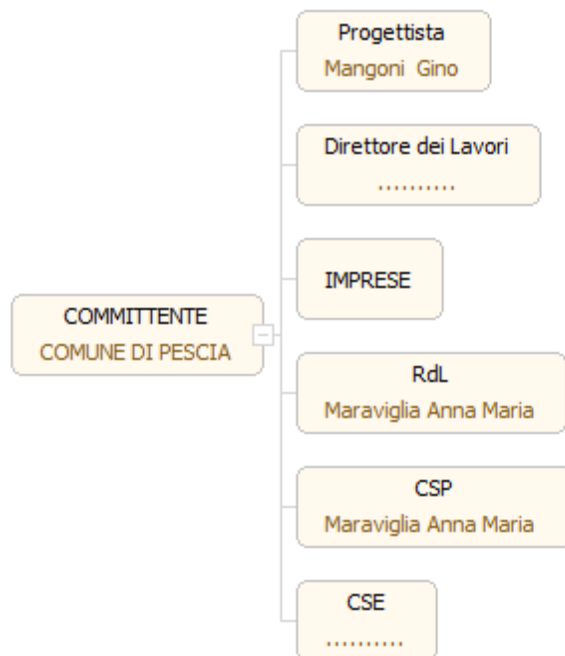 Progettista
Mangoni Gino
Direttore dei Lavori
..........
IMPRESE
COMMITTENTE
COMUNE DI PESCIA
RdL
Maraviglia Anna Maria
CSP
Maraviglia Anna Maria
CSE
..........